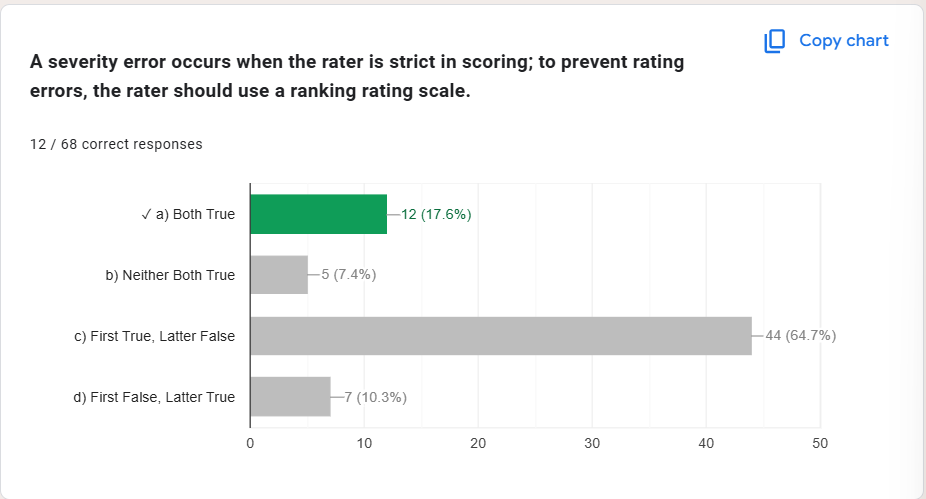 Copy chart
A severity error occurs when the rater is strict in scoring; to prevent rating
errors, the rater should use a ranking rating scale.
12 / 68 correct responses
✓ a) Both True
12 (17.6%)
b) Neither Both True
5 (7.4%)
c) First True, Latter False
44 (64.7%)
d) First False, Latter True
7 (10.3%)
0 10 20 30 40 50